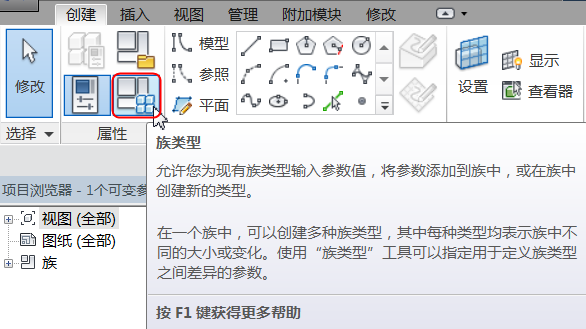 创建 插入 视图 管理 附加模块 修改
修改
模型
参照
平面
设置
显示
查看器
选择
属性
族类型
允许您为现有族类型输入参数值，将参数添加到族中，或在族中
创建新的类型。
在一个族中，可以创建多种族类型，其中每种类型均表示族中不
同的大小或变化。使用“族类型”工具可以指定用于定义族类型
之间差异的参数。
按 F1 键获得更多帮助
项目浏览器 - 1个可变参
视图 (全部)
图纸 (全部)
族